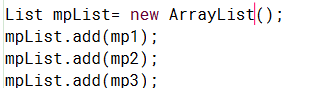 List mpList= new ArrayList();
mpList.add(mp1);
mpList.add(mp2);
mpList.add(mp3);